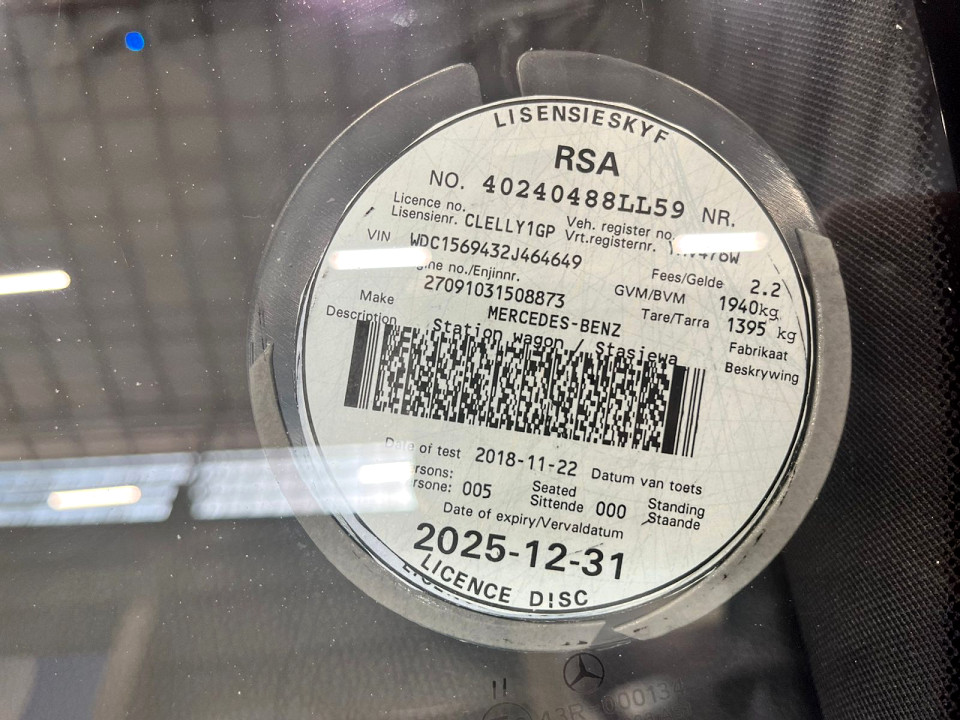 LISENSIESKYF
RSA
NO. 40240488LL59 NR.
Licence no. Lisensienr. CLELLY1GP Veh. register no. Vrt.registernr.
VIN WDC1569432J464649 Fees/Gelde 2.2
no./Enjinnr. 27091031508873 GVM/BVM 1940kg
Tare/Tarra 1395 kg
Make MERCEDES-BENZ Fabrikaat
Description Station wagon / Stasiewa Beskrywing
Date of test 2018-11-22 Datum van toets
005 Seated Sittende 000 Standing Staande
Date of expiry/Vervaldatum
2025-12-31
LICENCE DISC